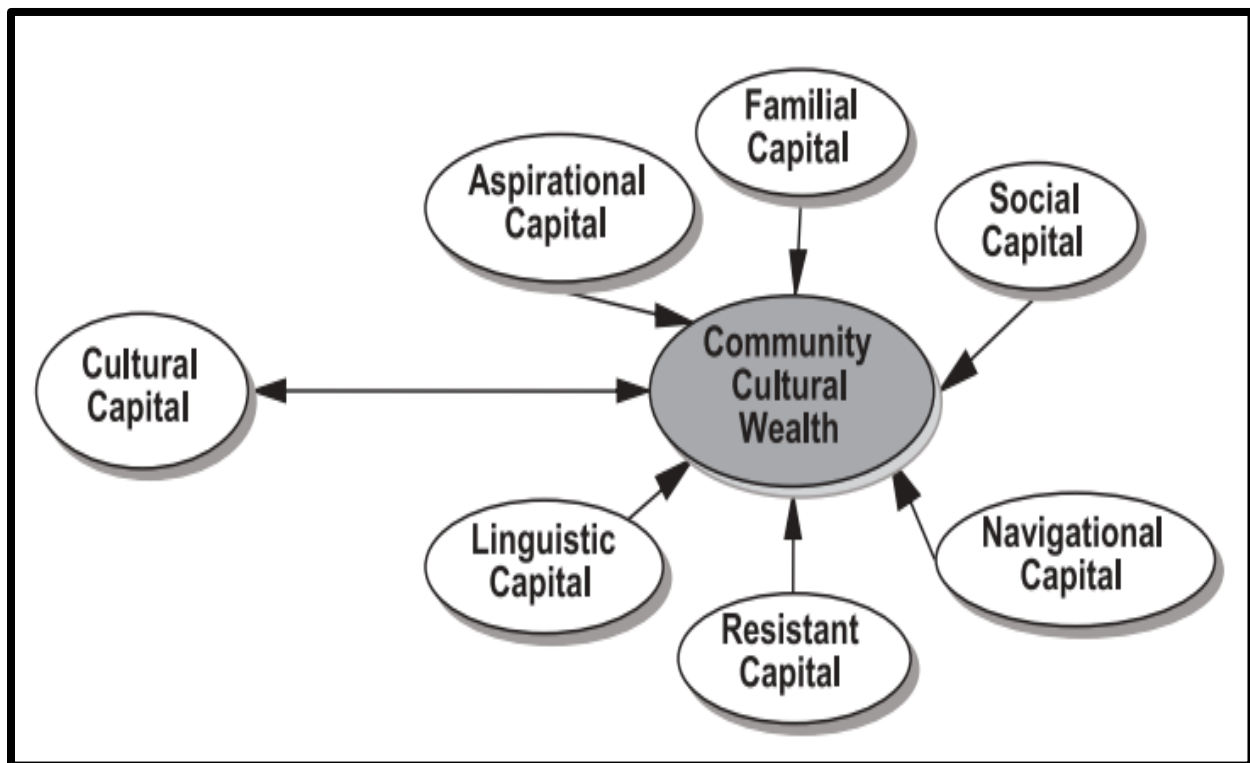 Familial
Capital
Aspirational
Capital
Social
Capital
Community
Cultural
Wealth
Cultural
Capital
Linguistic
Capital
Navigational
Capital
Resistant
Capital